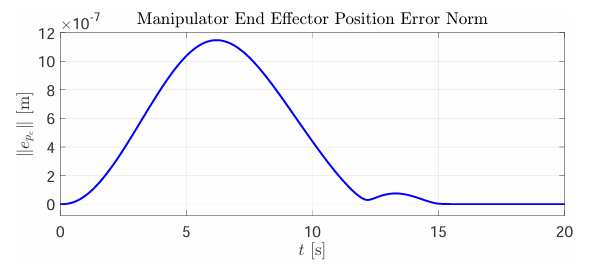 Manipulator End Effector Position Error Norm
×10⁻⁷
12
10
8
6
4
2
0
‖e_{p_e}‖ [m]
0 5 10 15 20
t [s]